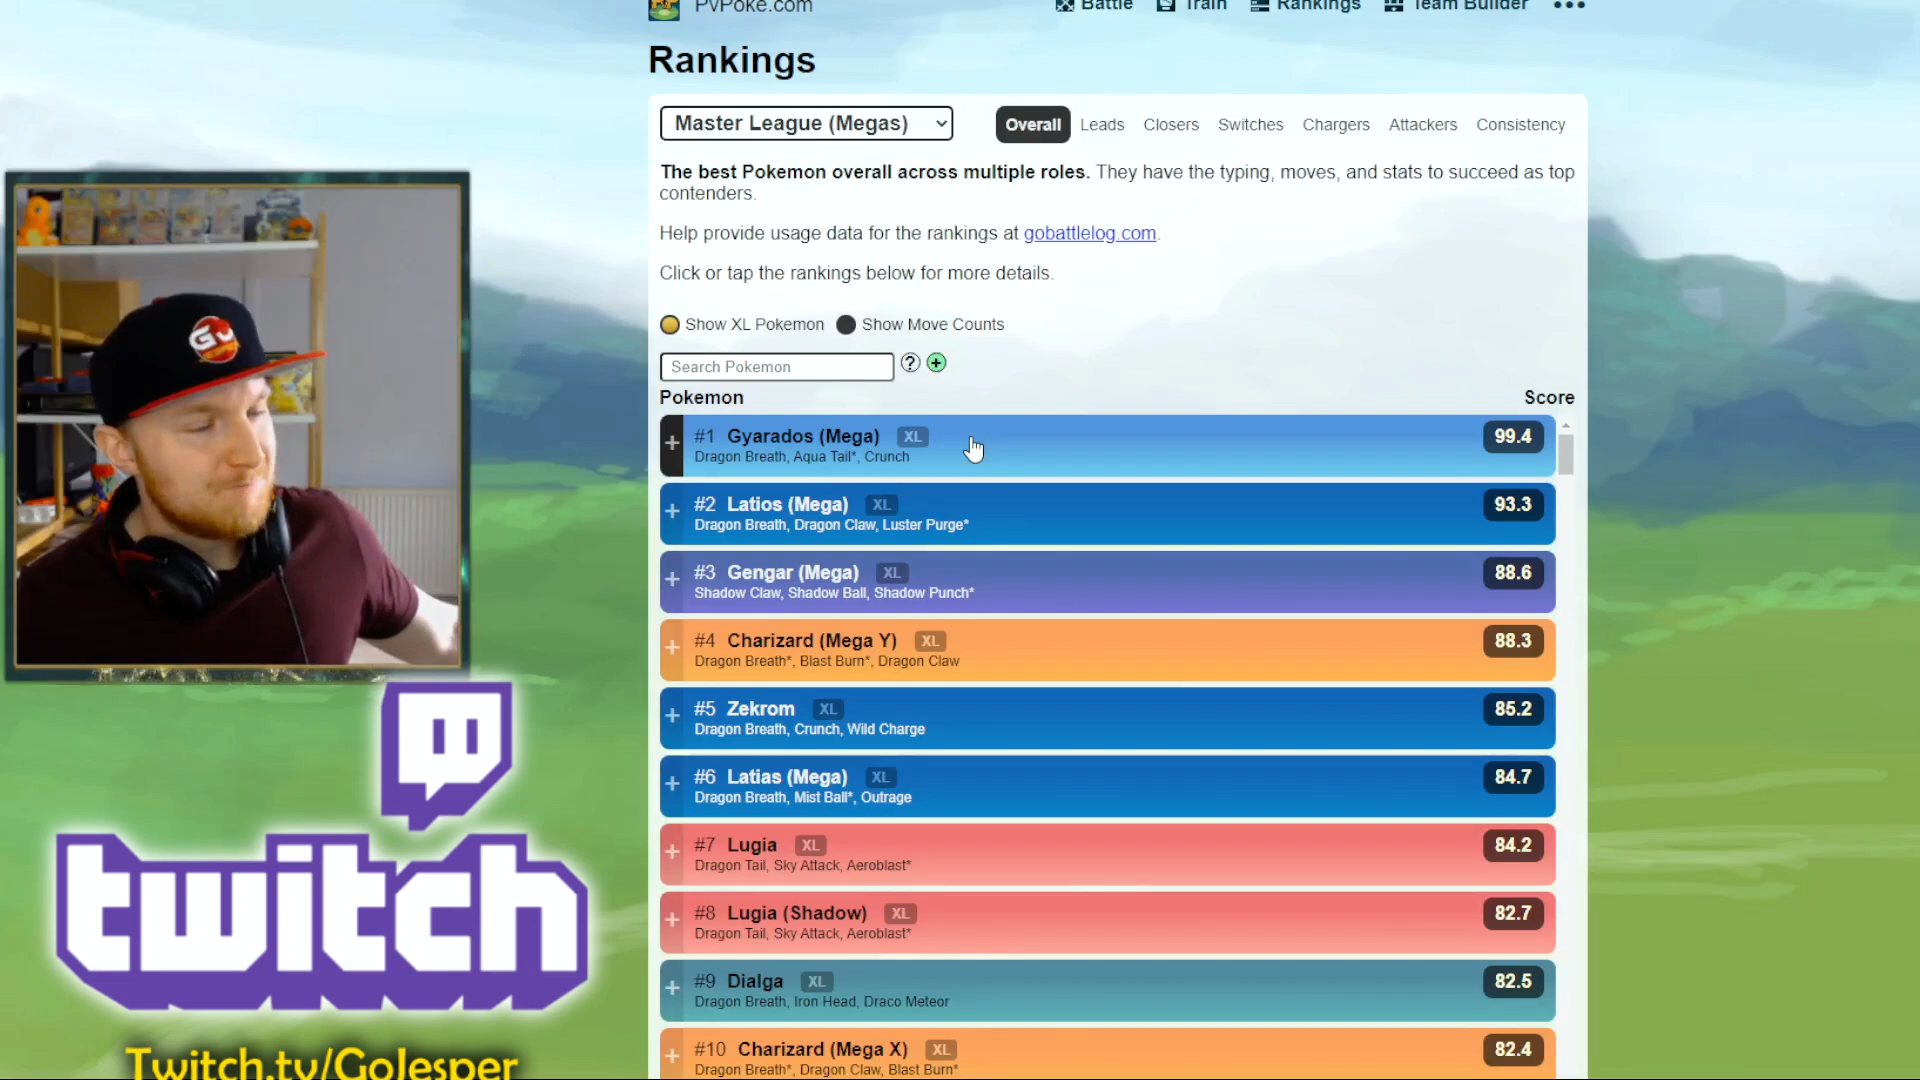 PvPoke.com
Battle
Train
Rankings
Team Builder
Rankings
Master League (Megas)
Overall
Leads
Closers
Switches
Chargers
Attackers
Consistency
The best Pokemon overall across multiple roles. They have the typing, moves, and stats to succeed as top
contenders.
Help provide usage data for the rankings at gobattlelog.com.
Click or tap the rankings below for more details.
Show XL Pokemon
Show Move Counts
Search Pokemon
?
+
Pokemon
Score
+ #1 Gyarados (Mega) XL 99.4
Dragon Breath, Aqua Tail*, Crunch
+ #2 Latios (Mega) XL 93.3
Dragon Breath, Dragon Claw, Luster Purge*
+ #3 Gengar (Mega) XL 88.6
Shadow Claw, Shadow Ball, Shadow Punch*
+ #4 Charizard (Mega Y) XL 88.3
Dragon Breath*, Blast Burn*, Dragon Claw
+ #5 Zekrom XL 85.2
Dragon Breath, Crunch, Wild Charge
+ #6 Latias (Mega) XL 84.7
Dragon Breath, Mist Ball*, Outrage
+ #7 Lugia XL 84.2
Dragon Tail, Sky Attack, Aeroblast*
+ #8 Lugia (Shadow) XL 82.7
Dragon Tail, Sky Attack, Aeroblast*
+ #9 Dialga XL 82.5
Dragon Breath, Iron Head, Draco Meteor
+ #10 Charizard (Mega X) XL 82.4
Dragon Breath*, Dragon Claw, Blast Burn*
twitch
Twitch.tv/GoJesper